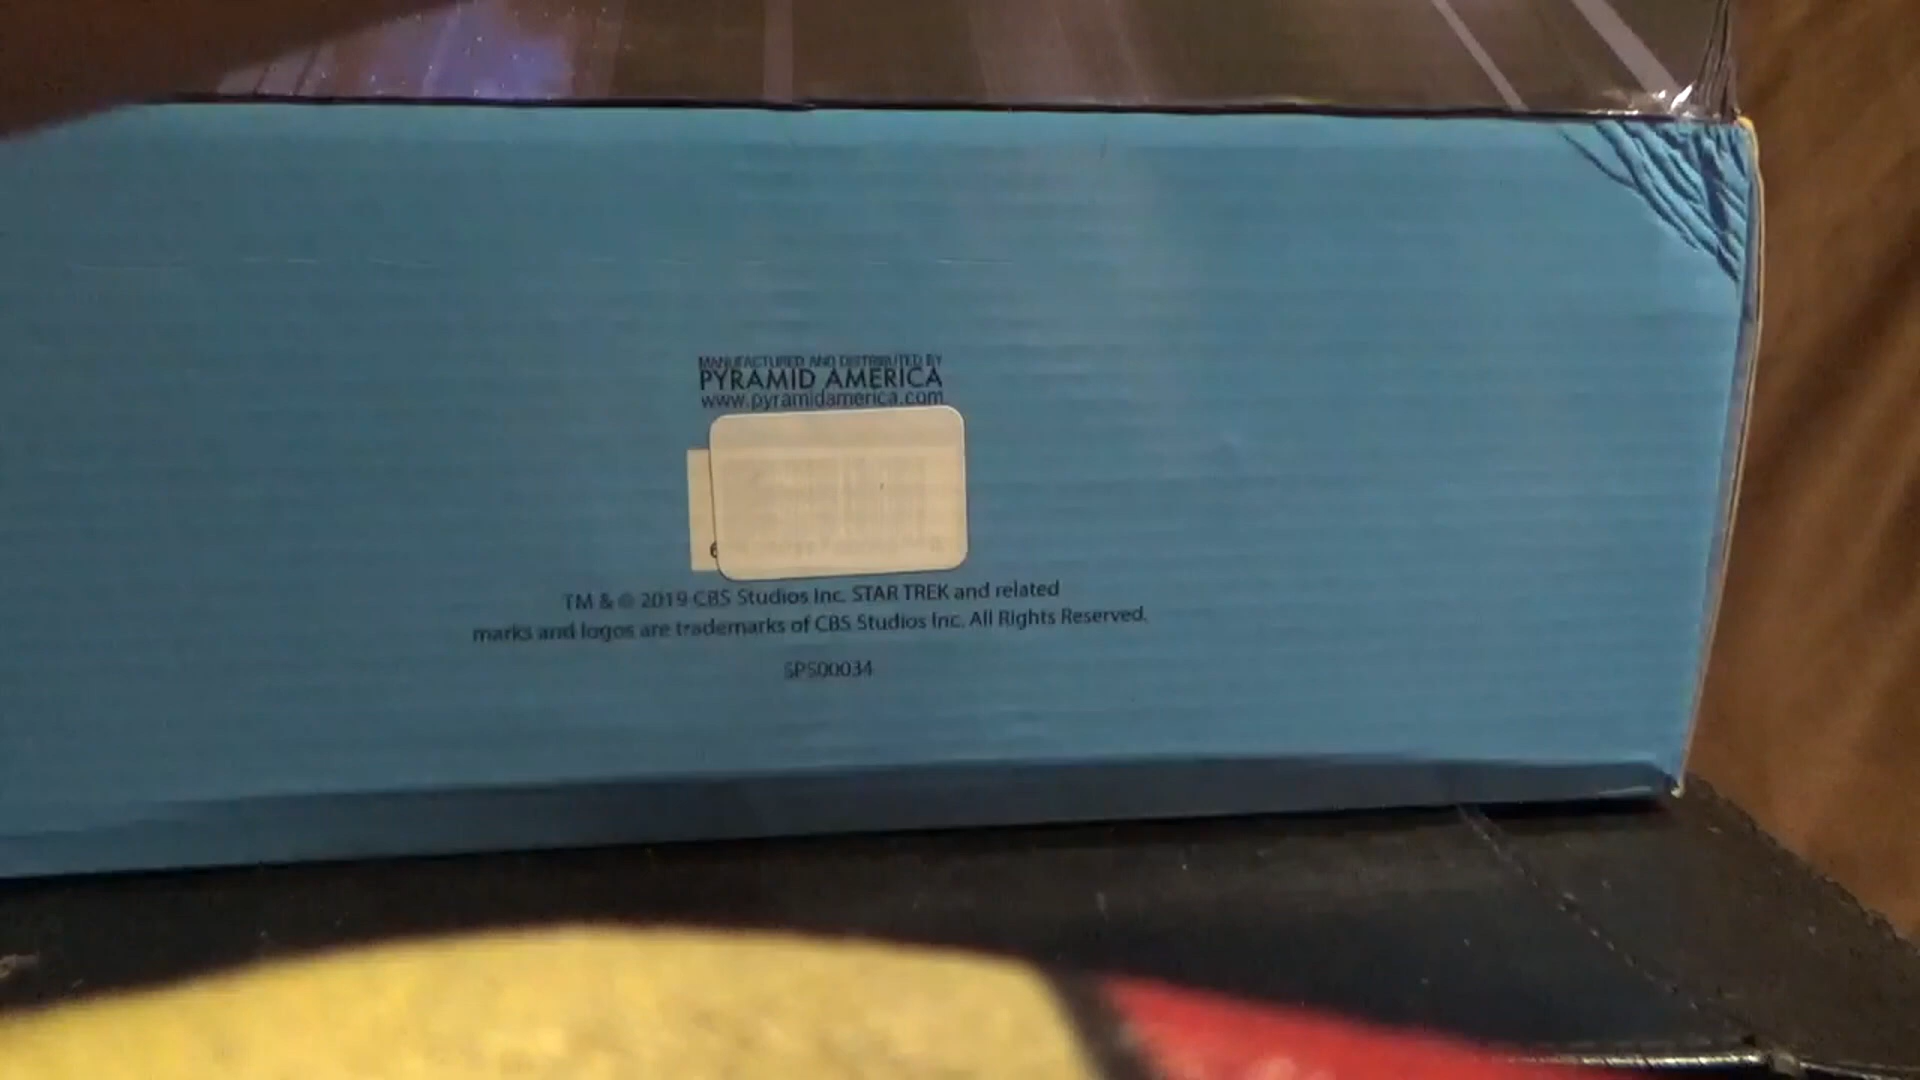 MANUFACTURED AND DISTRIBUTED BY
PYRAMID AMERICA
www.pyramidamerica.com
6
TM & © 2019 CBS Studios Inc. STAR TREK and related
marks and logos are trademarks of CBS Studios Inc. All Rights Reserved.
SPS00034